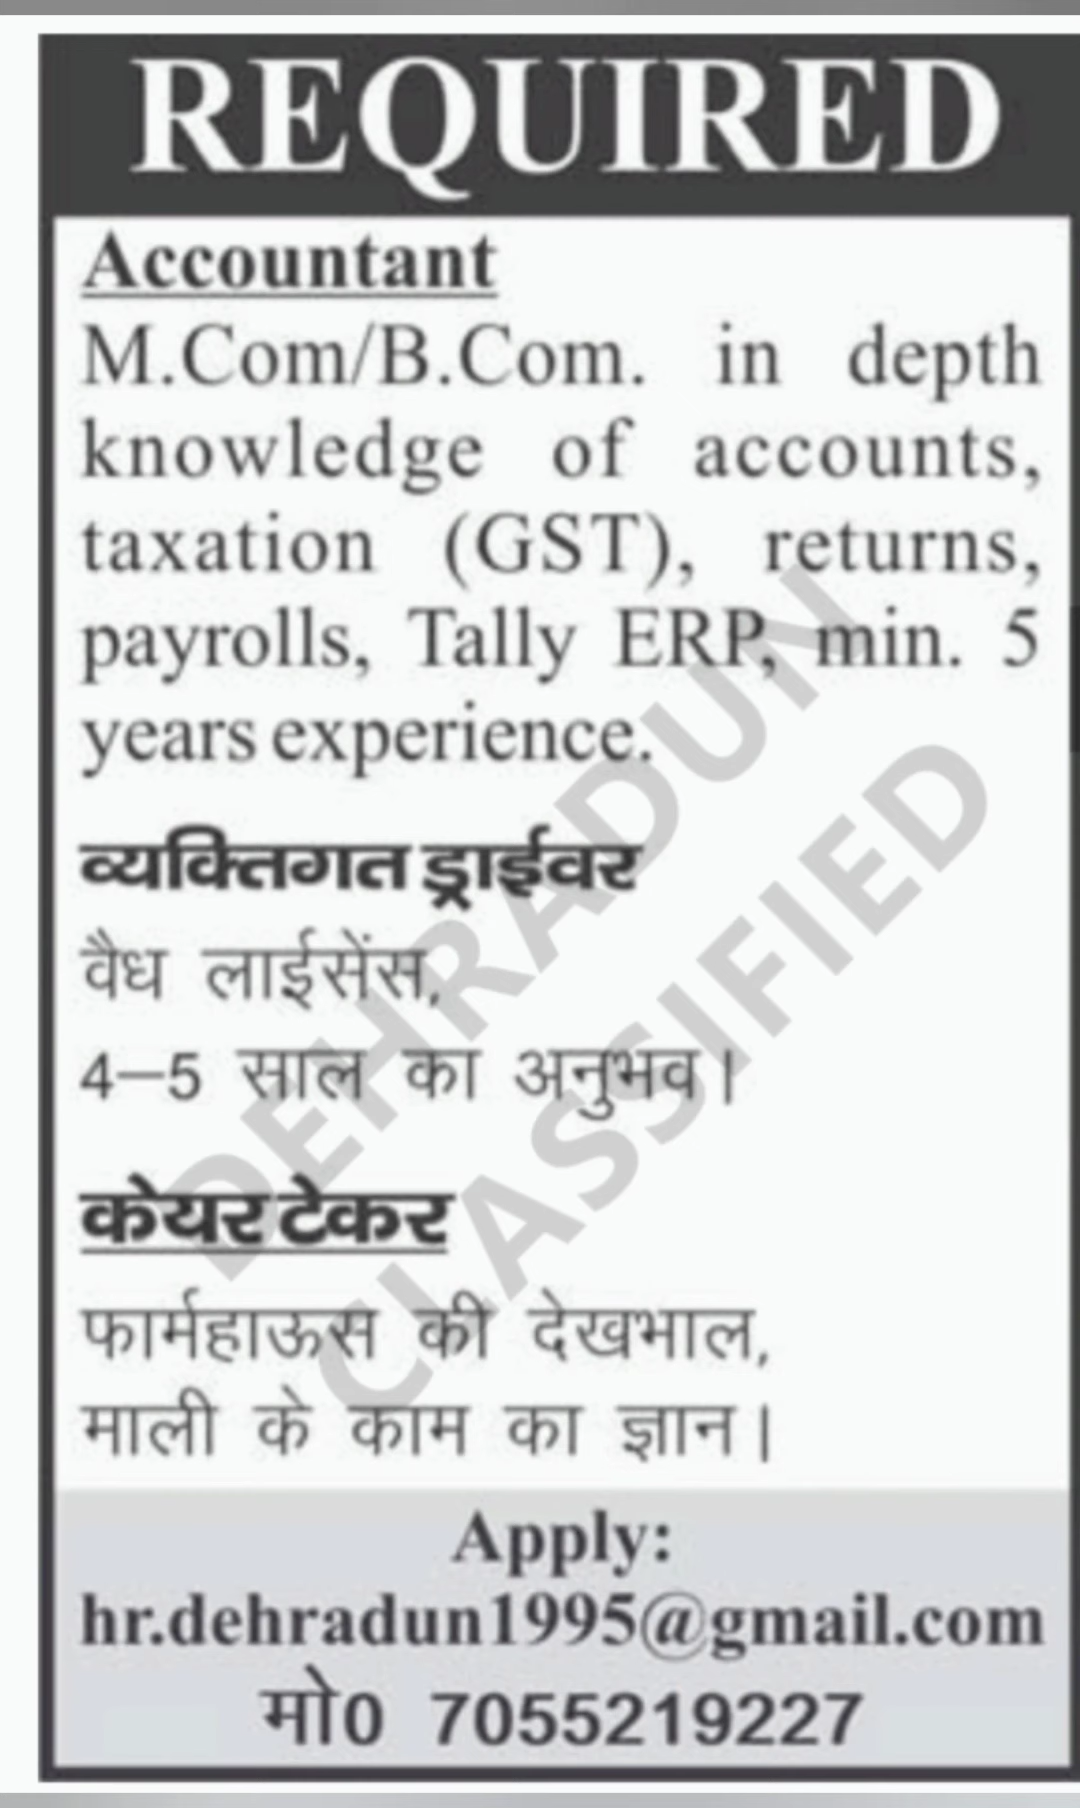 REQUIRED
Accountant
M.Com/B.Com. in depth
knowledge of accounts,
taxation (GST), returns,
payrolls, Tally ERP, min. 5
years experience.
व्यक्तिगत ड्राईवर
वैध लाईसेंस,
4–5 साल का अनुभव।
केयर टेकर
फार्महाऊस की देखभाल,
माली के काम का ज्ञान।
Apply:
hr.dehradun1995@gmail.com
मो0 7055219227
DEHRADUN
CLASSIFIED